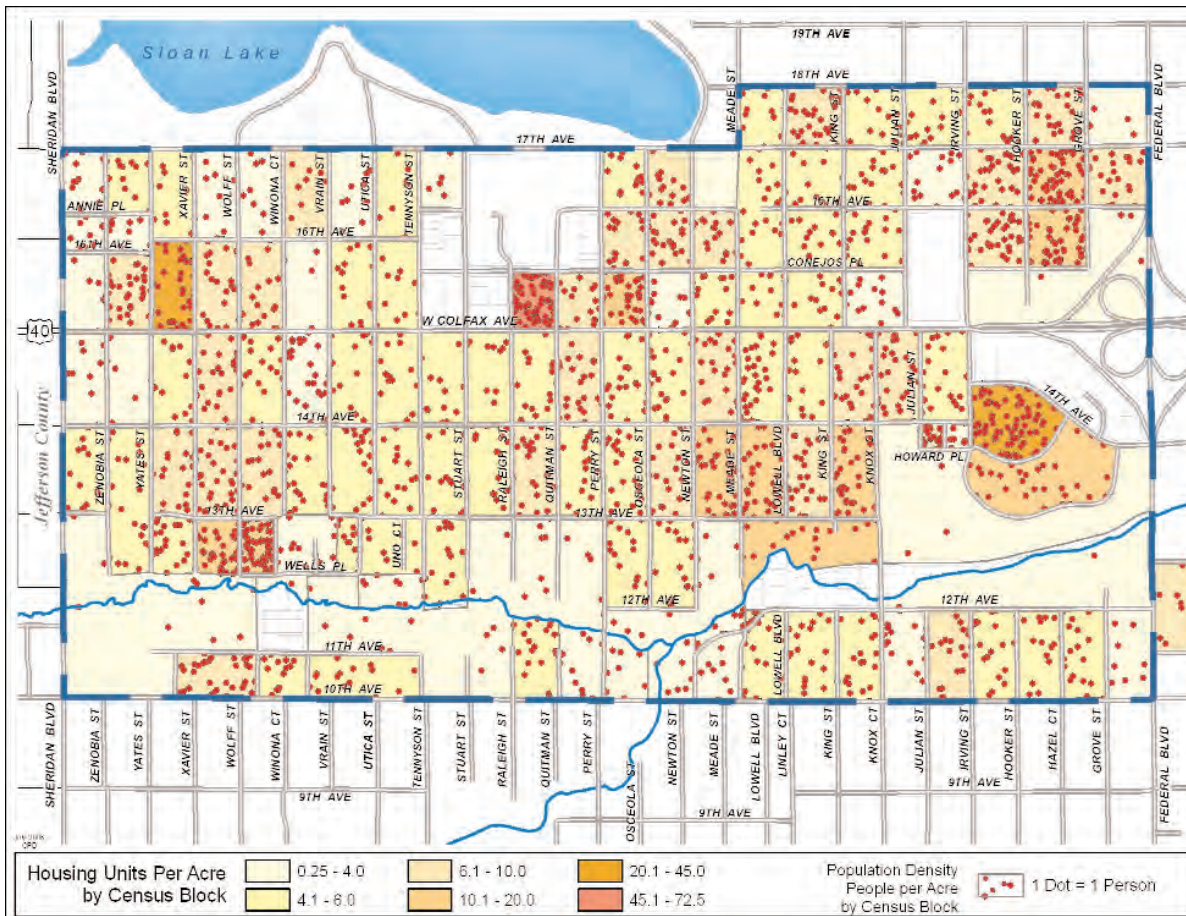 Sloan Lake
19TH AVE
18TH AVE
SHERIDAN BLVD
MEADE ST
KING ST
JULIAN ST
IRVING ST
HOOKER ST
GROVE ST
FEDERAL BLVD
17TH AVE
XAVIER ST
WOLFF ST
WINONA CT
VRAIN ST
UTICA ST
TENNYSON ST
ANNIE PL
16TH AVE
16TH AVE
16TH AVE
CONEJOS PL
W COLFAX AVE
40
Jefferson County
JULIAN ST
14TH AVE
14TH AVE
HOWARD PL
ZENOBIA ST
YATES ST
STUART ST
RALEIGH ST
QUITMAN ST
PERRY ST
OSCEOLA ST
NEWTON ST
MEADE ST
LOWELL BLVD
KING ST
KNOX CT
13TH AVE
13TH AVE
UNO CT
WELLS PL
12TH AVE
12TH AVE
LOWELL BLVD
11TH AVE
10TH AVE
SHERIDAN BLVD
ZENOBIA ST
YATES ST
XAVIER ST
WOLFF ST
WINONA CT
VRAIN ST
UTICA ST
TENNYSON ST
STUART ST
RALEIGH ST
QUITMAN ST
PERRY ST
OSCEOLA ST
NEWTON ST
MEADE ST
LOWELL BLVD
LINLEY CT
KING ST
KNOX CT
JULIAN ST
IRVING ST
HOOKER ST
HAZEL CT
GROVE ST
FEDERAL BLVD
9TH AVE
9TH AVE
9TH AVE
CPD
Housing Units Per Acre
by Census Block
0.25 - 4.0
4.1 - 6.0
6.1 - 10.0
10.1 - 20.0
20.1 - 45.0
45.1 - 72.5
Population Density
People per Acre
by Census Block
1 Dot = 1 Person